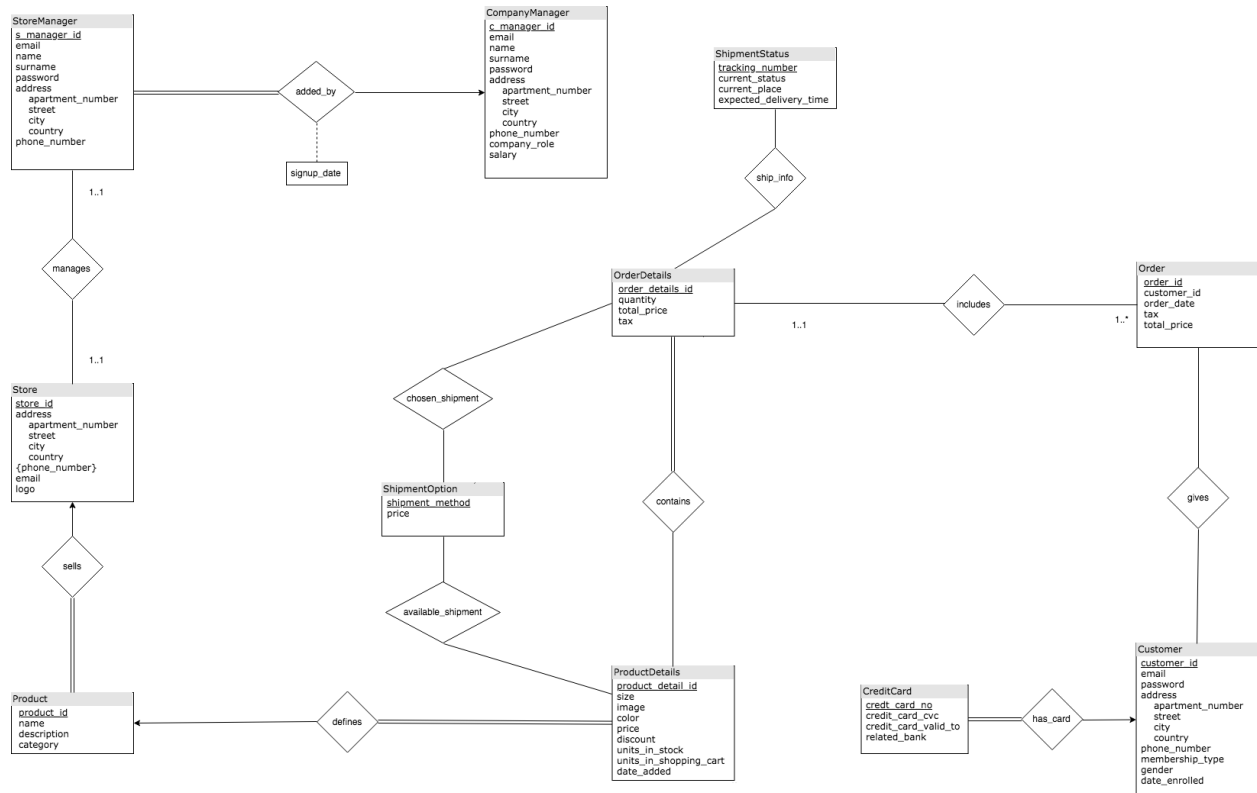 StoreManager
s_manager_id
email
name
surname
password
address
apartment_number
street
city
country
phone_number
added_by
signup_date
CompanyManager
c_manager_id
email
name
surname
password
address
apartment_number
street
city
country
phone_number
company_role
salary
ShipmentStatus
tracking_number
current_status
current_place
expected_delivery_time
ship_info
1..1
manages
1..1
OrderDetails
order_details_id
quantity
total_price
tax
includes
1..1
1..*
Order
order_id
customer_id
order_date
tax
total_price
Store
store_id
address
apartment_number
street
city
country
{phone_number}
email
logo
chosen_shipment
ShipmentOption
shipment_method
price
contains
gives
sells
available_shipment
Product
product_id
name
description
category
defines
ProductDetails
product_detail_id
size
image
color
price
discount
units_in_stock
units_in_shopping_cart
date_added
CreditCard
credt_card_no
credit_card_cvc
credit_card_valid_to
related_bank
has_card
Customer
customer_id
email
password
address
apartment_number
street
city
country
phone_number
membership_type
gender
date_enrolled